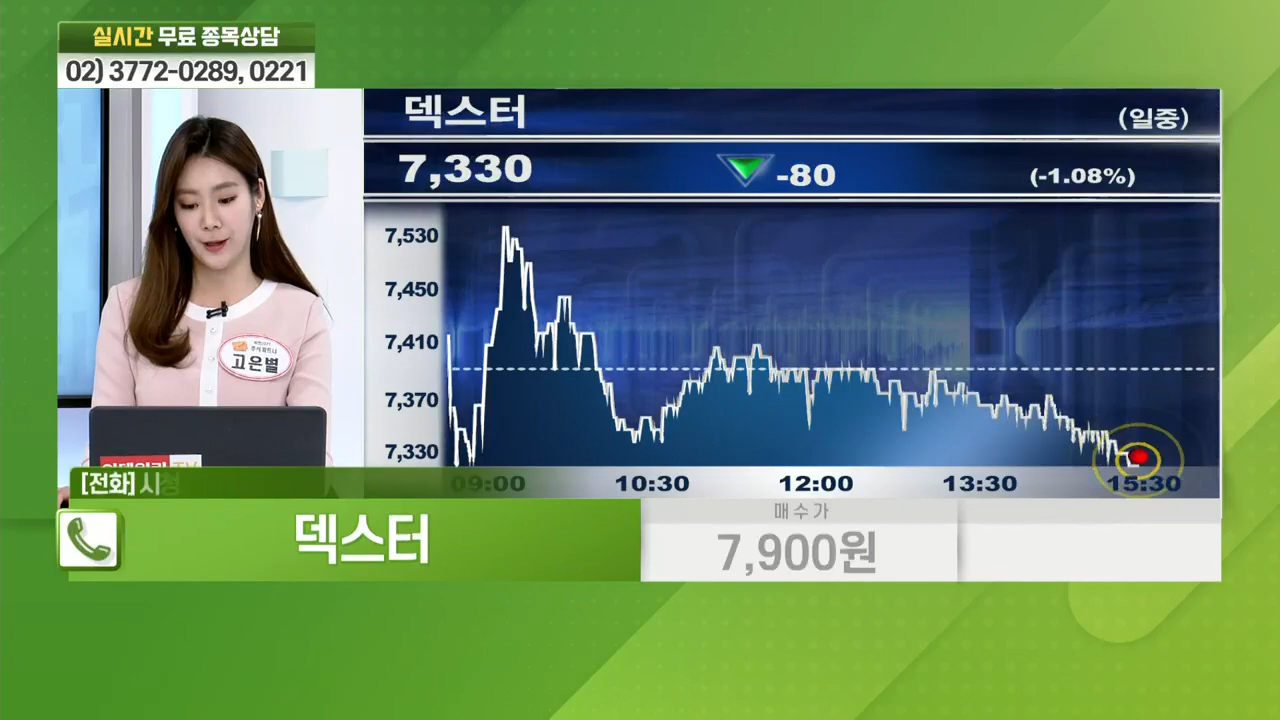 실시간 무료 종목상담
02) 3772-0289, 0221
덱스터
(일중)
7,330
-80
(-1.08%)
7,530
7,450
7,410
7,370
7,330
09:00
10:30
12:00
13:30
15:30
고은별
[전화] 시청
덱스터
매수가
7,900원